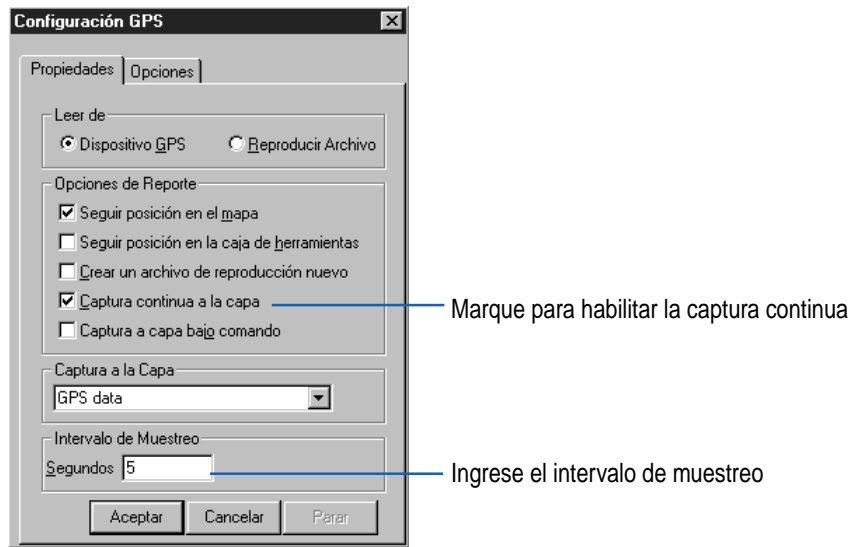 Configuración GPS
Propiedades
Opciones
Leer de
Dispositivo GPS
Reproducir Archivo
Opciones de Reporte
Seguir posición en el mapa
Seguir posición en la caja de herramientas
Crear un archivo de reproducción nuevo
Captura continua a la capa
Marque para habilitar la captura continua
Captura a capa bajo comando
Captura a la Capa
GPS data
Intervalo de Muestreo
Segundos 5
Ingrese el intervalo de muestreo
Aceptar
Cancelar
Parar